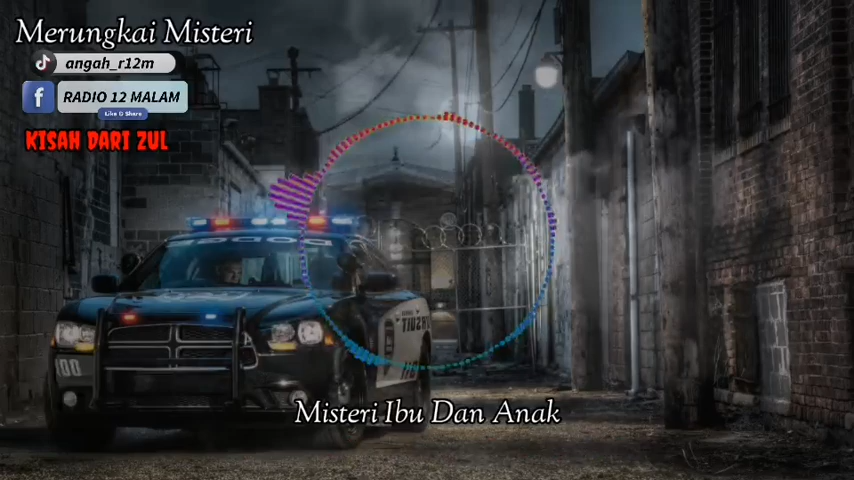 Merungkai Misteri
angah_r12m
RADIO 12 MALAM
Like & Share
KISAH DARI ZUL
Misteri Ibu Dan Anak